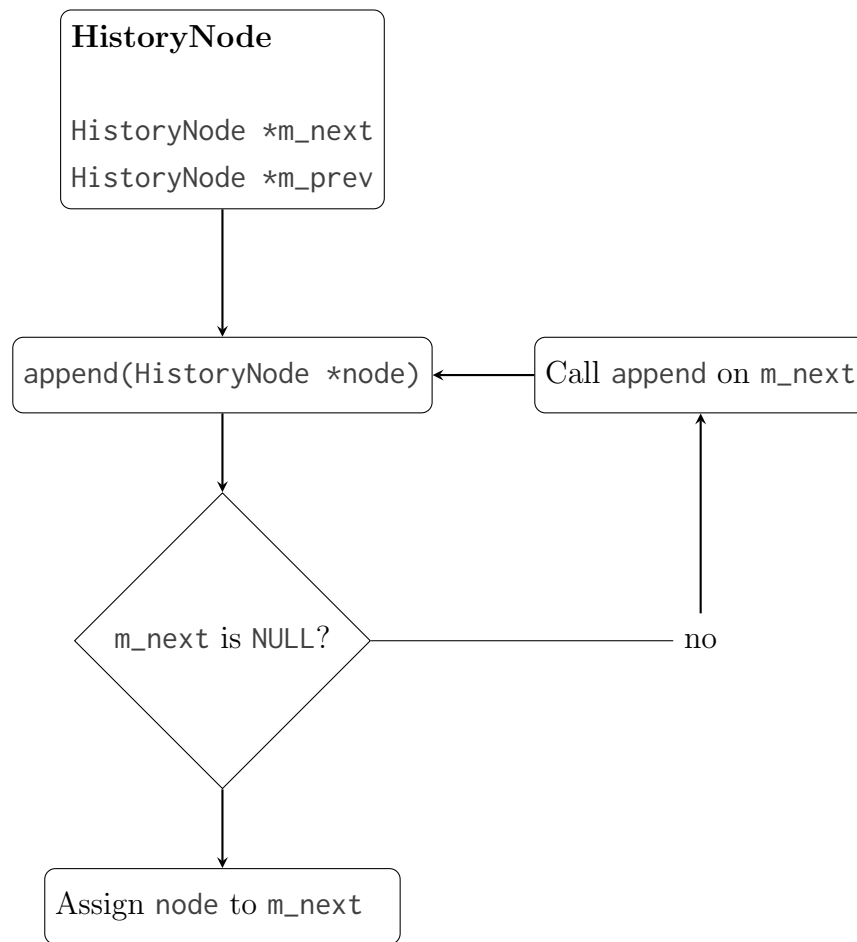 HistoryNode
HistoryNode *m_next
HistoryNode *m_prev
append(HistoryNode *node)
Call append on m_next
m_next is NULL?
no
Assign node to m_next